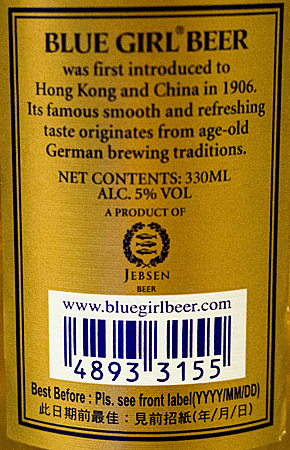 BLUE GIRL® BEER
was first introduced to
Hong Kong and China in 1906.
Its famous smooth and refreshing
taste originates from age-old
German brewing traditions.
NET CONTENTS: 330ML
ALC. 5% VOL
A PRODUCT OF
JEBSEN
BEER
www.bluegirlbeer.com
4893 3155
Best Before : Pls. see front label(YYYY/MM/DD)
此日期前最佳：見前招紙(年/月/日)